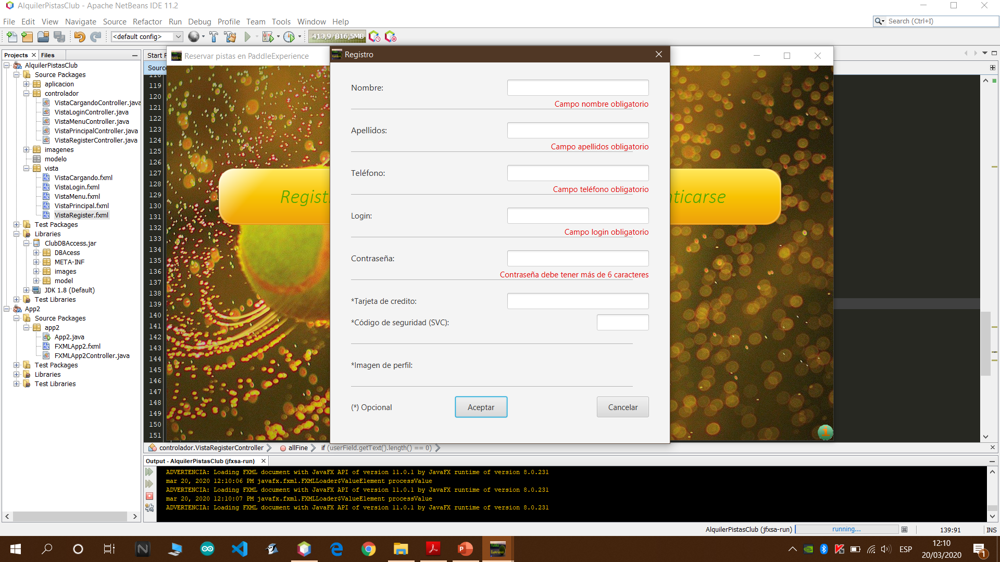 AlquilerPistasClub - Apache NetBeans IDE 11.2
File Edit View Navigate Source Refactor Run Debug Profile Team Tools Window Help
Search (Ctrl+I)
<default config>
413,9/816,5MB
Projects
Files
AlquilerPistasClub
Source Packages
aplicacion
controlador
VistaCargandoController.java
VistaLoginController.java
VistaMenuController.java
VistaPrincipalController.java
VistaRegisterController.java
imagenes
modelo
vista
VistaCargando.fxml
VistaLogin.fxml
VistaMenu.fxml
VistaPrincipal.fxml
VistaRegister.fxml
Test Packages
Libraries
ClubDBAccess.jar
DBAcess
META-INF
images
model
JDK 1.8 (Default)
Test Libraries
App2
Source Packages
app2
App2.java
FXMLApp2.fxml
FXMLApp2Controller.java
Test Packages
Libraries
Test Libraries
Start
Source
119
120
121
122
123
124
125
126
127
128
129
130
131
132
133
134
135
136
137
138
139
140
141
142
143
144
145
146
147
148
149
150
151
Reservar pistas en PaddleExperience
Regist
ticarse
1
Registro
Nombre:
Campo nombre obligatorio
Apellidos:
Campo apellidos obligatorio
Teléfono:
Campo teléfono obligatorio
Login:
Campo login obligatorio
Contraseña:
Contraseña debe tener más de 6 caracteres
*Tarjeta de credito:
*Código de seguridad (SVC):
*Imagen de perfil:
(*) Opcional
Aceptar
Cancelar
controlador.VistaRegisterController
allFine
if (userField.getText().length() == 0)
Output - AlquilerPistasClub (jfxsa-run)
ADVERTENCIA: Loading FXML document with JavaFX API of version 11.0.1 by JavaFX runtime of version 8.0.231
mar 20, 2020 12:10:06 PM javafx.fxml.FXMLLoader$ValueElement processValue
ADVERTENCIA: Loading FXML document with JavaFX API of version 11.0.1 by JavaFX runtime of version 8.0.231
mar 20, 2020 12:10:07 PM javafx.fxml.FXMLLoader$ValueElement processValue
ADVERTENCIA: Loading FXML document with JavaFX API of version 11.0.1 by JavaFX runtime of version 8.0.231
AlquilerPistasClub (jfxsa-run)
running...
139:91
INS
ESP
12:10
20/03/2020
1